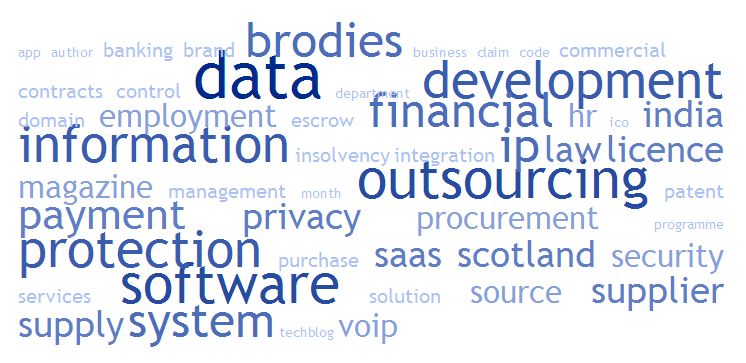 app author banking brand brodies business claim code commercial
contracts control data department development
domain employment escrow financial hr ico india
information insolvency integration ip law licence
magazine management month outsourcing patent
payment privacy procurement programme
protection purchase saas scotland security
services software solution source supplier
supply system techblog voip